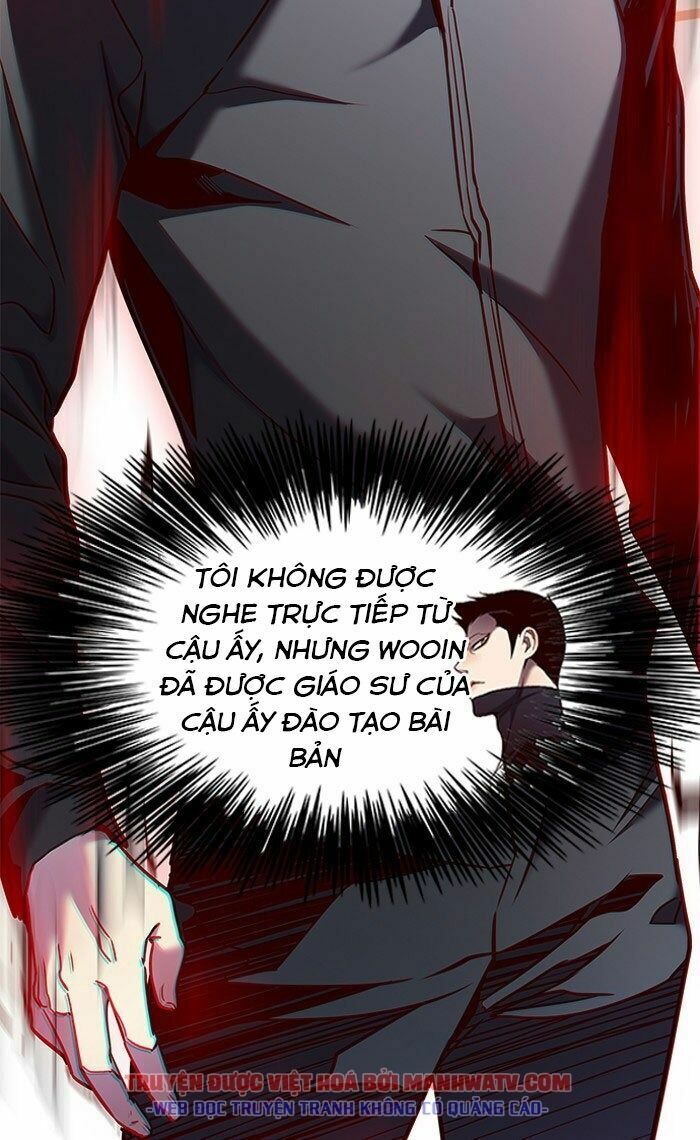 TÔI KHÔNG ĐƯỢC
NGHE TRỰC TIẾP TỪ
CẬU ẤY, NHƯNG WOOIN
ĐÃ ĐƯỢC GIÁO SƯ CỦA
CẬU ẤY ĐÀO TẠO BÀI
BẢN
TRUYỆN ĐƯỢC VIỆT HOÁ BỞI MANHWATV.COM
-WEB ĐỌC TRUYỆN TRANH KHÔNG CÓ QUẢNG CÁO-